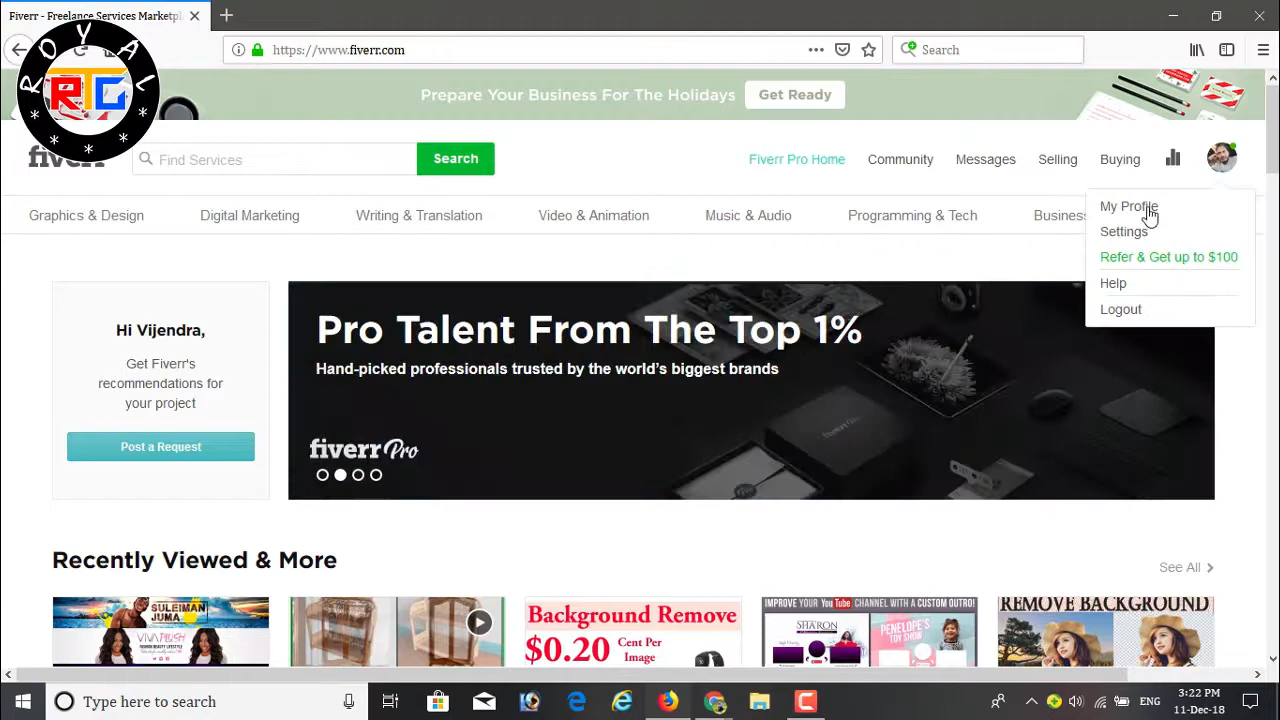 Fiverr - Freelance Services Marketpl
https://www.fiverr.com
Search
ROYAL
RTG
Prepare Your Business For The Holidays
Get Ready
fiverr
Find Services
Search
Fiverr Pro Home
Community
Messages
Selling
Buying
Graphics & Design
Digital Marketing
Writing & Translation
Video & Animation
Music & Audio
Programming & Tech
Business
My Profile
Settings
Refer & Get up to $100
Help
Logout
Hi Vijendra,
Get Fiverr's
recommendations for
your project
Post a Request
Pro Talent From The Top 1%
Hand-picked professionals trusted by the world's biggest brands
fiverr Pro
Recently Viewed & More
See All
SULEIMAN
JUMA
VIVA PLUSH
Background Remove
$0.20
Cent Per
Image
IMPROVE YOUR YouTube CHANNEL WITH A CUSTOM OUTRO!
SHARON
PENELOPE'S
TOY SHOW
REMOVE BACKGROUND
Type here to search
ENG
3:22 PM
11-Dec-18